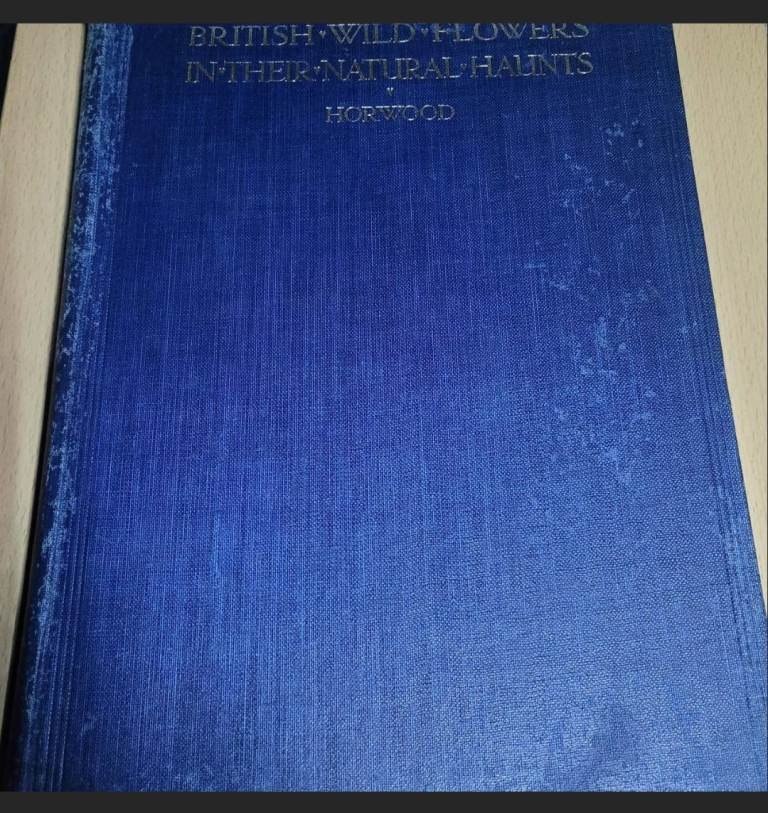 BRITISH▾WILD▾FLOWERS
IN▾THEIR▾NATURAL▾HAUNTS
▾
HORWOOD